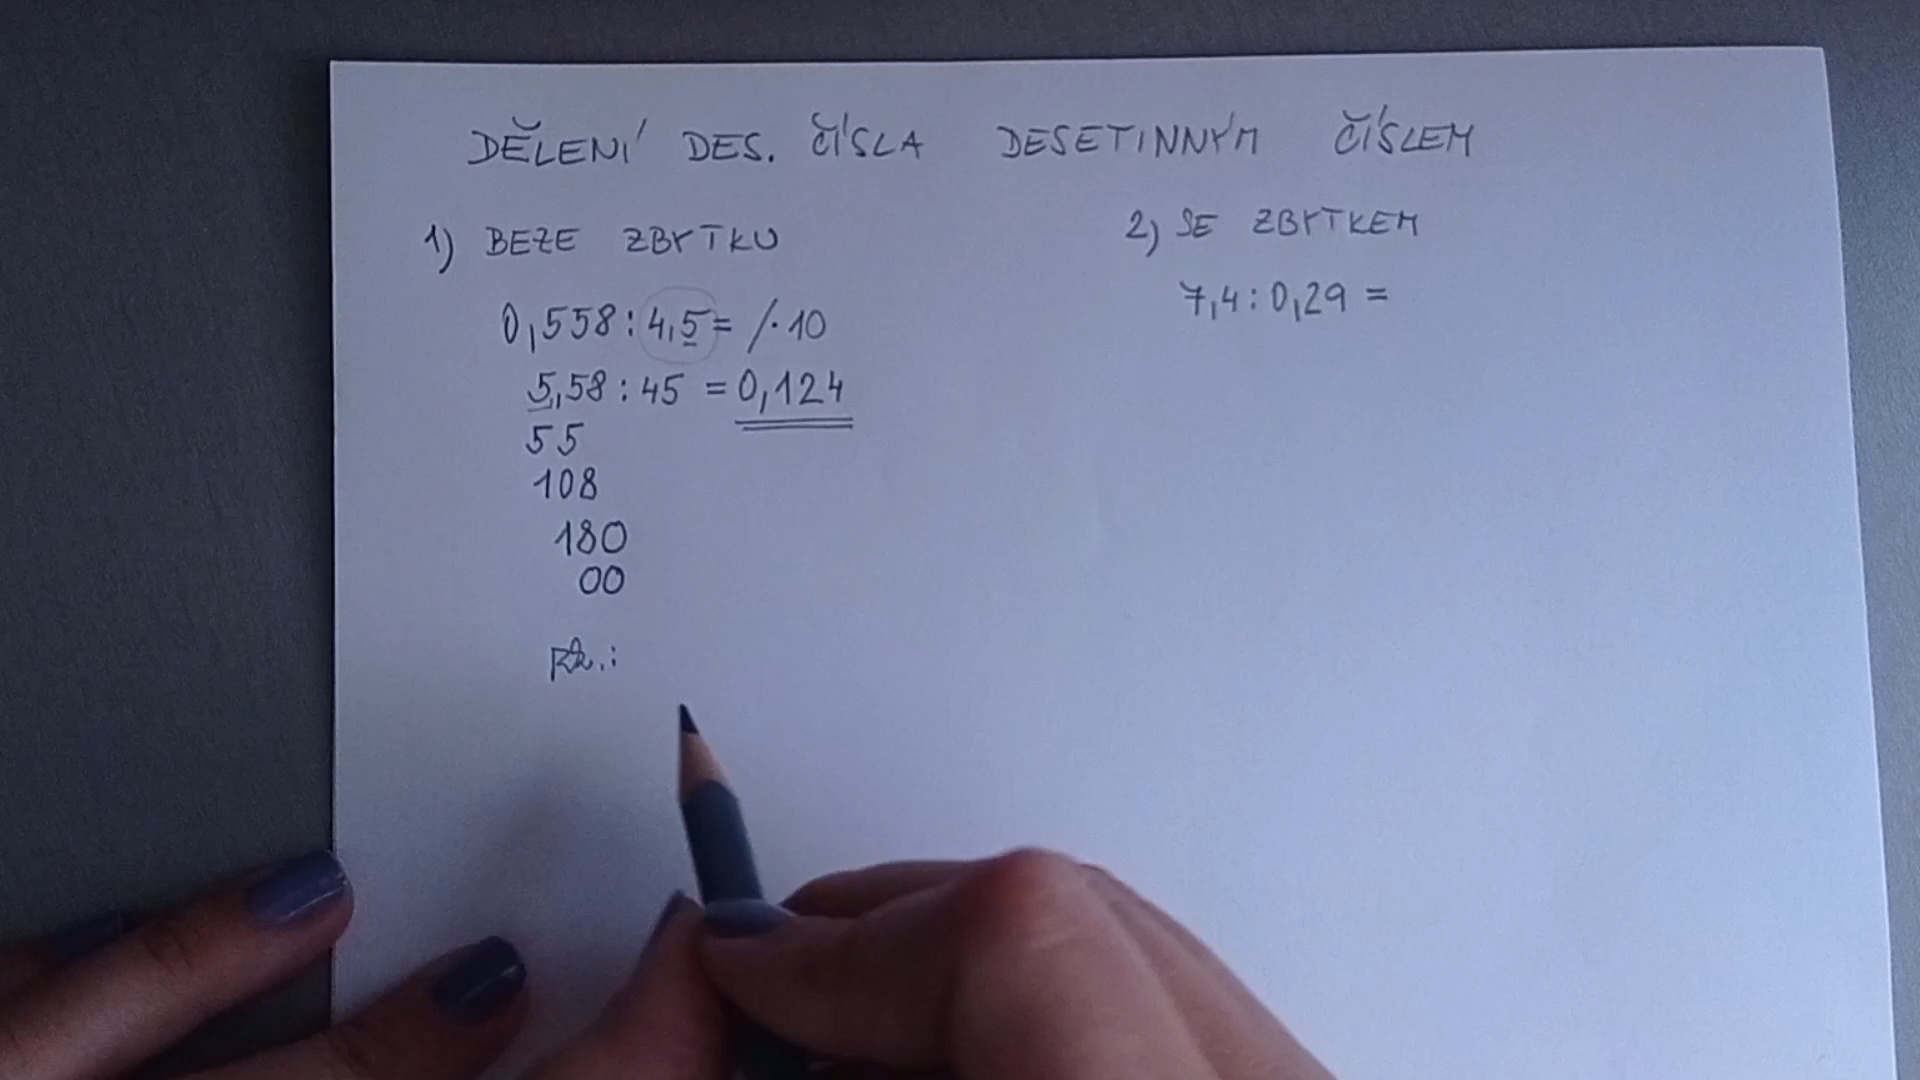 DĚLENÍ DES. ČÍSLA DESETINNÝM ČÍSLEM
1) BEZE ZBYTKU
0,558 : 4,5 = /·10
5,58 : 45 = 0,124
55
108
180
00
Zk.:
2) SE ZBYTKEM
7,4 : 0,29 =